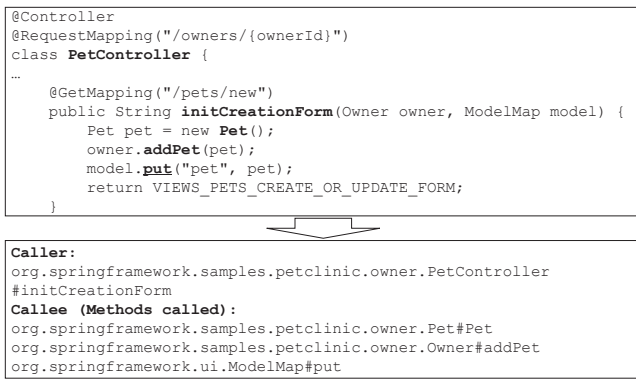 @Controller
@RequestMapping("/owners/{ownerId}")
class PetController {
…
@GetMapping("/pets/new")
public String initCreationForm(Owner owner, ModelMap model) {
Pet pet = new Pet();
owner.addPet(pet);
model.put("pet", pet);
return VIEWS_PETS_CREATE_OR_UPDATE_FORM;
}
Caller:
org.springframework.samples.petclinic.owner.PetController
#initCreationForm
Callee (Methods called):
org.springframework.samples.petclinic.owner.Pet#Pet
org.springframework.samples.petclinic.owner.Owner#addPet
org.springframework.ui.ModelMap#put